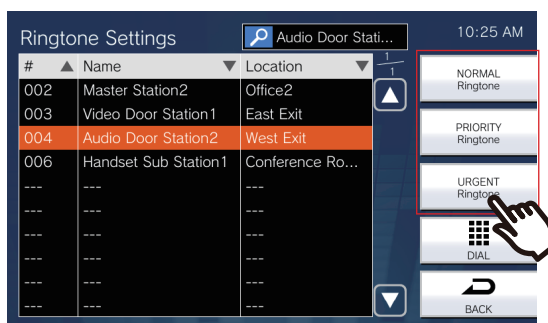 Ringtone Settings
Audio Door Stati...
10:25 AM
# ▲ Name ▼ Location ▼
1
1
002 Master Station2 Office2
003 Video Door Station1 East Exit
004 Audio Door Station2 West Exit
006 Handset Sub Station1 Conference Ro...
--- --- ---
--- --- ---
--- --- ---
--- --- ---
--- --- ---
--- --- ---
NORMAL
Ringtone
PRIORITY
Ringtone
URGENT
Ringtone
DIAL
BACK